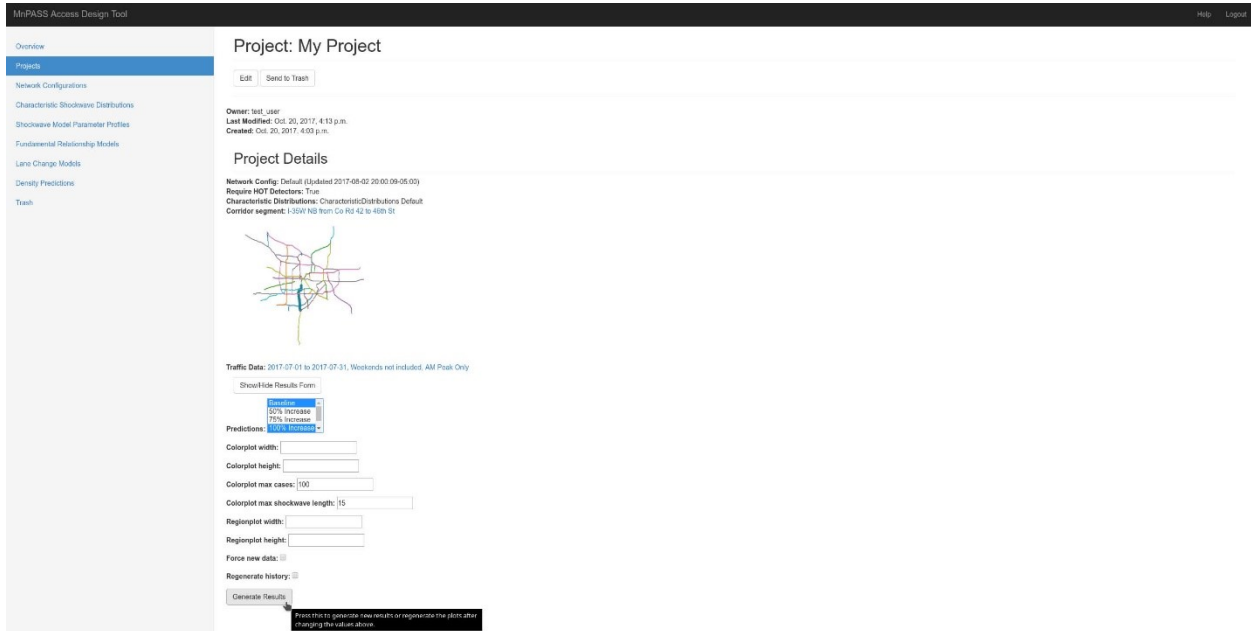 MnPASS Access Design Tool
Help Logout
Overview
Projects
Network Configurations
Characteristic Shockwave Distributions
Shockwave Model Parameter Profiles
Fundamental Relationship Models
Lane Change Models
Density Predictions
Trash
Project: My Project
Edit Send to Trash
Owner: test_user
Last Modified: Oct. 20, 2017, 4:13 p.m.
Created: Oct. 20, 2017, 4:03 p.m.
Project Details
Network Config: Default (Updated 2017-08-02 20:00:09-05:00)
Require HOT Detectors: True
Characteristic Distributions: CharacteristicDistributions Default
Corridor segment: I-35W NB from Co Rd 42 to 46th St
Traffic Data: 2017-07-01 to 2017-07-31, Weekends not included, AM Peak Only
Show/Hide Results Form
Baseline
50% Increase
75% Increase
Predictions: 100% Increase
Colorplot width:
Colorplot height:
Colorplot max cases: 100
Colorplot max shockwave length: 15
Regionplot width:
Regionplot height:
Force new data:
Regenerate history:
Generate Results
Press this to generate new results or regenerate the plots after
changing the values above.